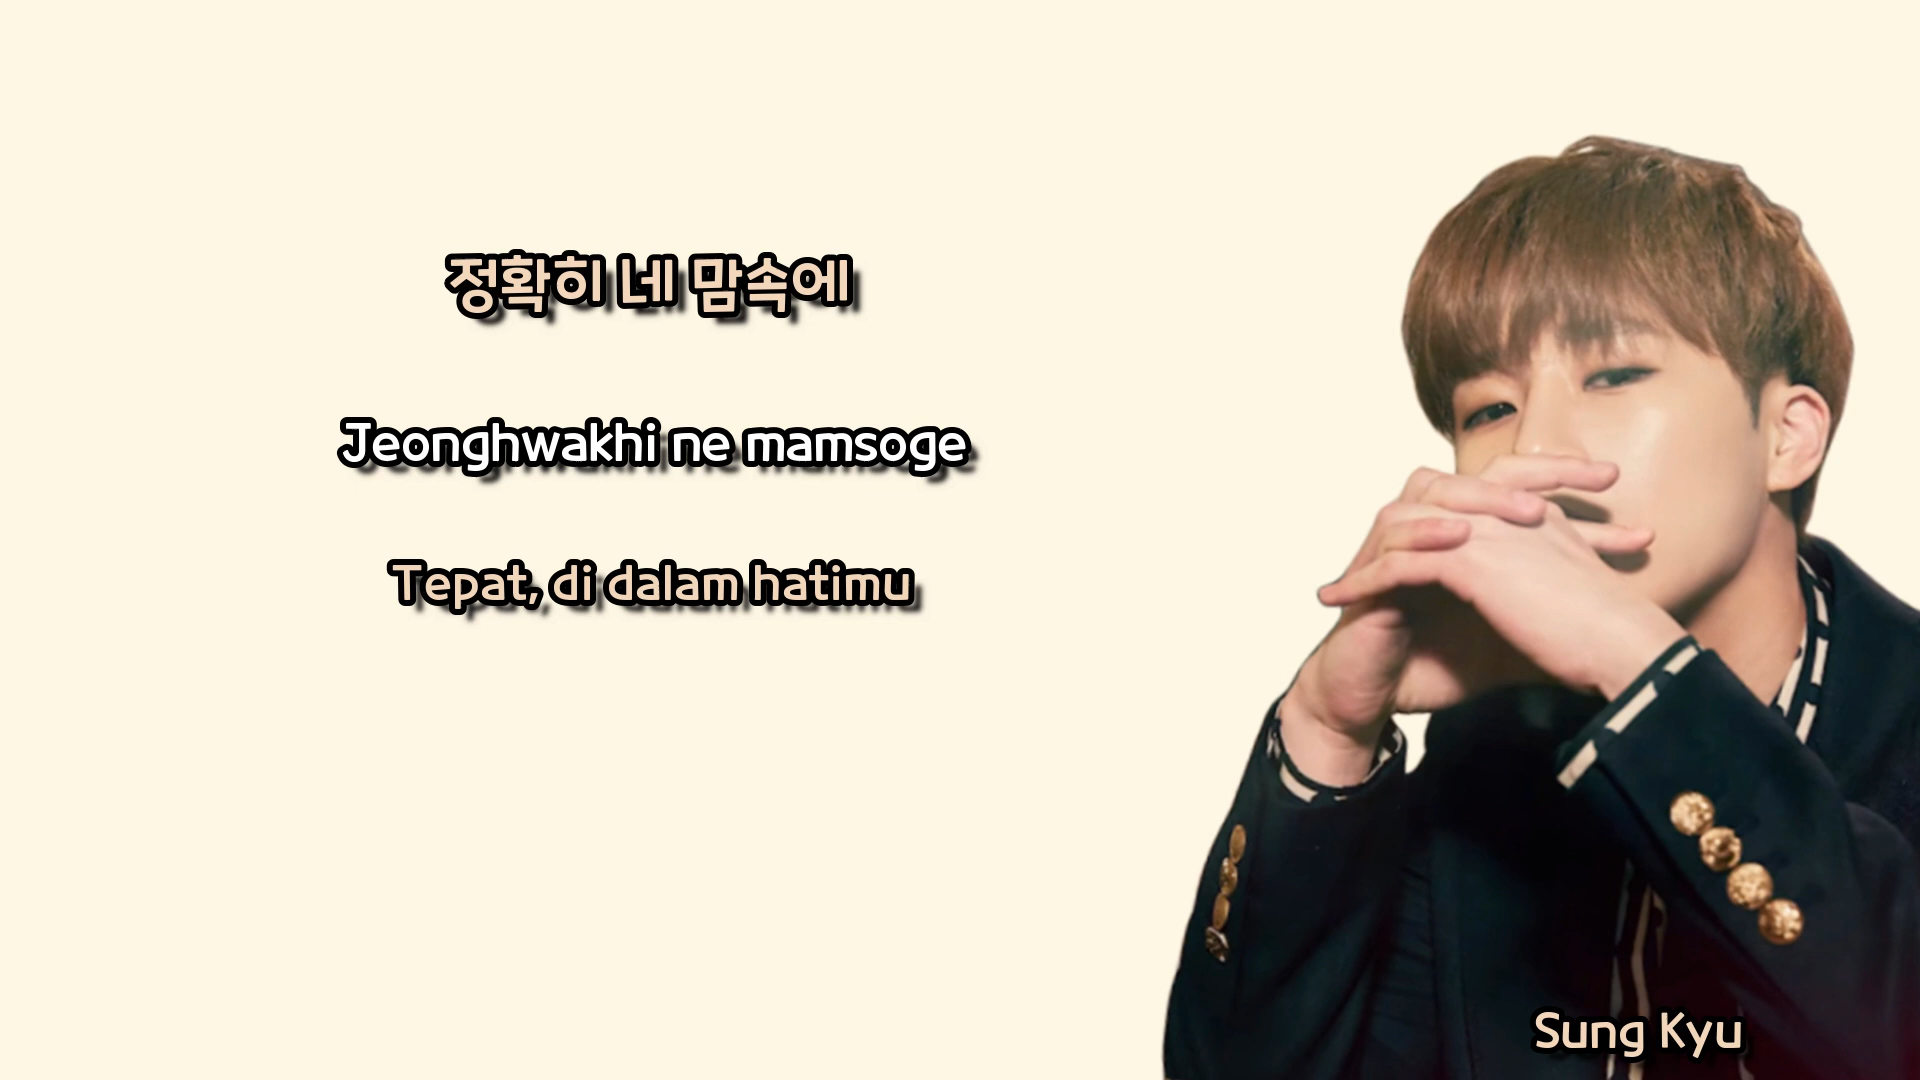 정확히 네 맘속에
Jeonghwakhi ne mamsoge
Tepat, di dalam hatimu
Sung Kyu